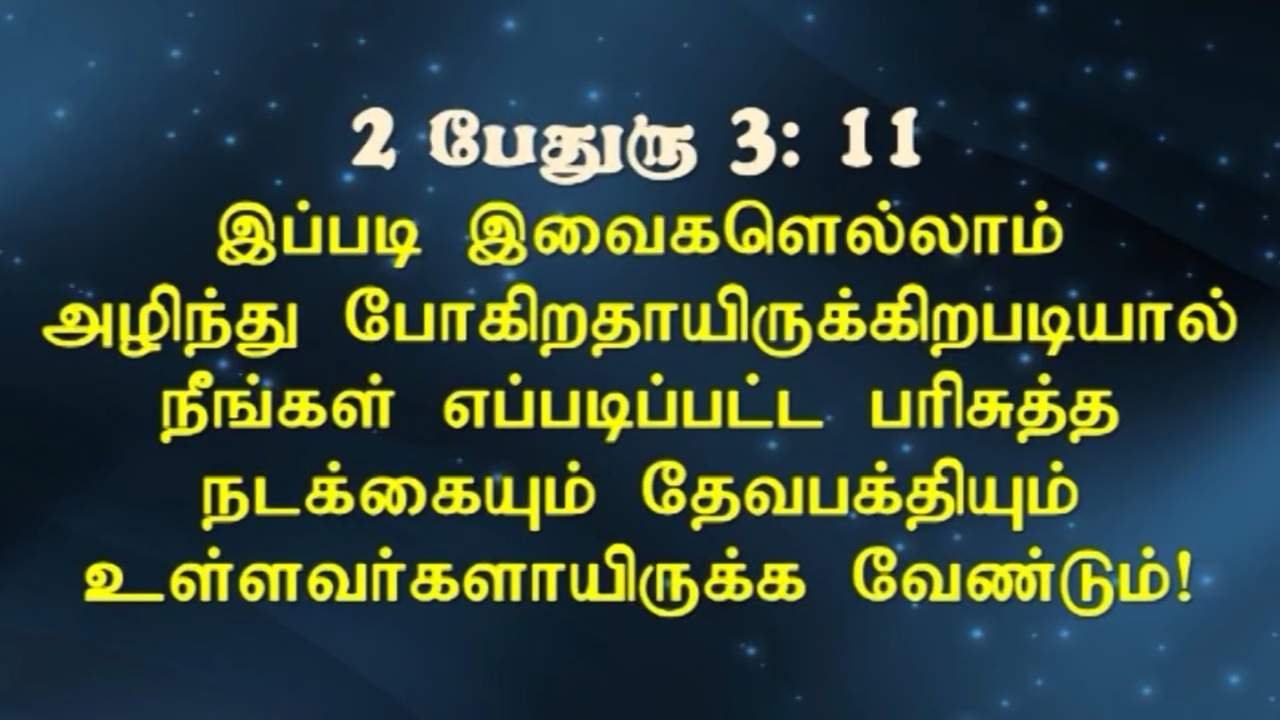 2 பேதுரு 3: 11
இப்படி இவைகளெல்லாம்
அழிந்து போகிறதாயிருக்கிறபடியால்
நீங்கள் எப்படிப்பட்ட பரிசுத்த
நடக்கையும் தேவபக்தியும்
உள்ளவர்களாயிருக்க வேண்டும்!